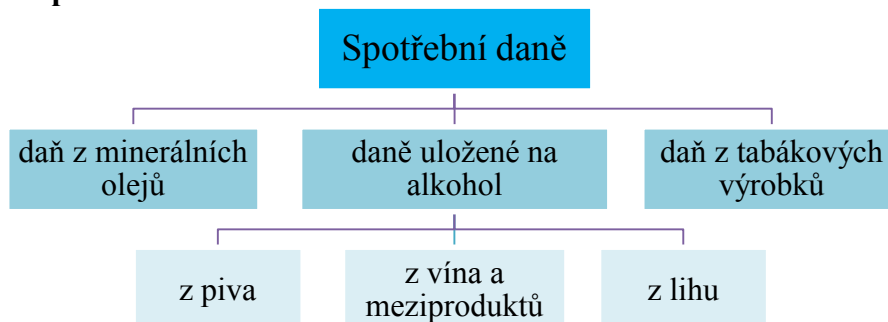 Spotřební daně
daň z minerálních
olejů
daně uložené na
alkohol
daň z tabákových
výrobků
z piva
z vína a
meziproduktů
z lihu